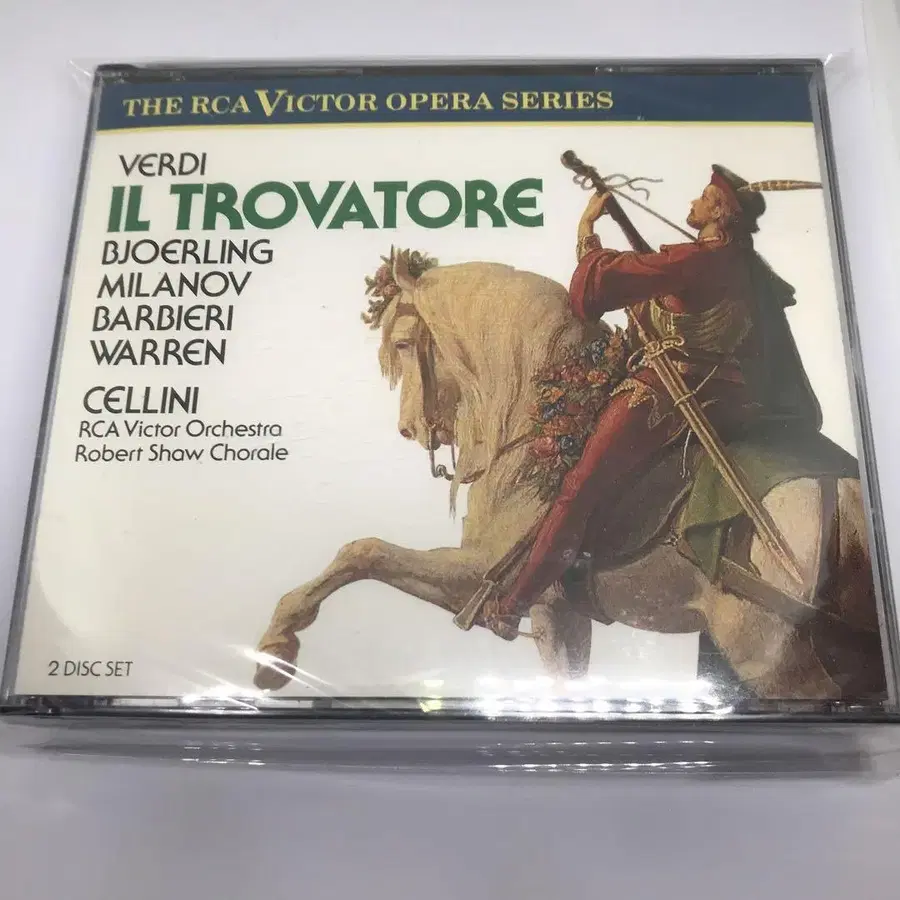 THE RCA VICTOR OPERA SERIES
VERDI
IL TROVATORE
BJOERLING
MILANOV
BARBIERI
WARREN
CELLINI
RCA Victor Orchestra
Robert Shaw Chorale
2 DISC SET